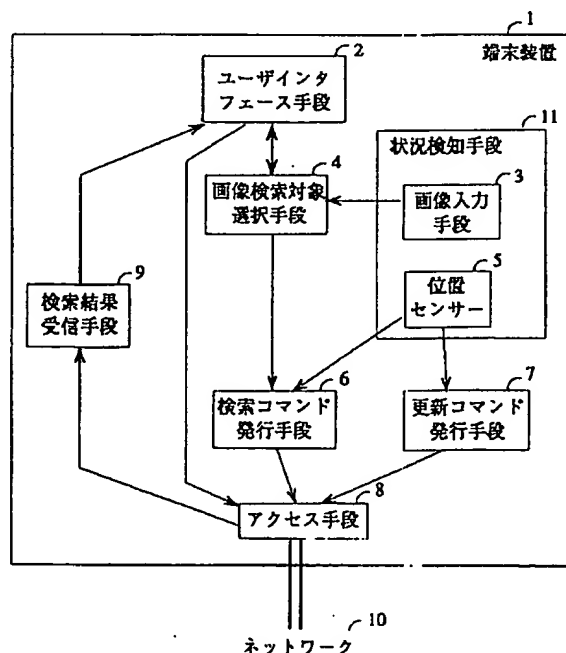 1
端末装置
2
ユーザインタ
フェース手段
11
状況検知手段
4
画像検索対象
選択手段
3
画像入力
手段
9
検索結果
受信手段
5
位置
センサー
6
検索コマンド
発行手段
7
更新コマンド
発行手段
8
アクセス手段
10
ネットワーク